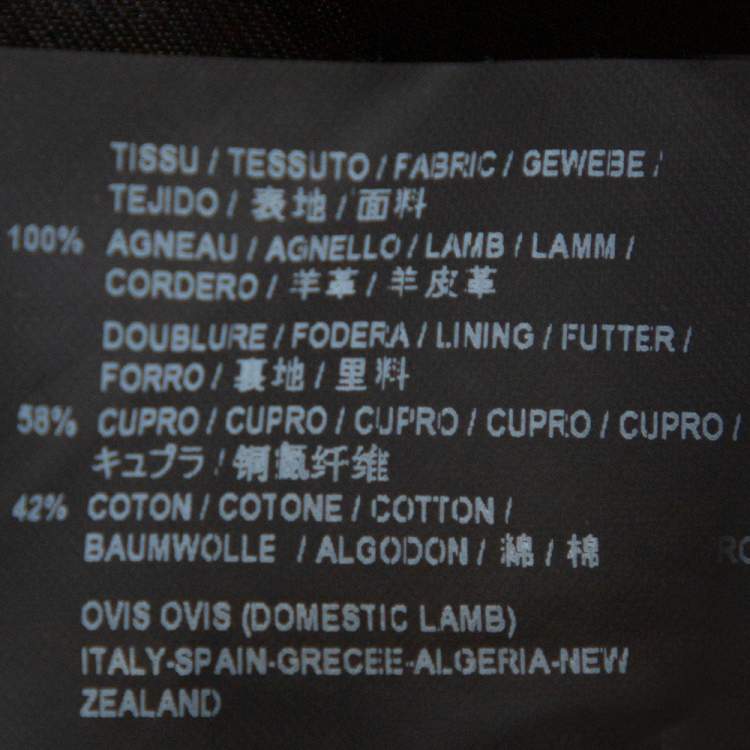 TISSU / TESSUTO / FABRIC / GEWEBE /
TEJIDO / 表地 / 面料
100% AGNEAU / AGNELLO / LAMB / LAMM /
CORDERO / 羊革 / 羊皮革
DOUBLURE / FODERA / LINING / FUTTER /
FORRO / 裏地 / 里料
58% CUPRO / CUPRO / CUPRO / CUPRO / CUPRO /
キュプラ / 铜氨纤维
42% COTON / COTONE / COTTON /
BAUMWOLLE / ALGODON / 綿 / 棉
OVIS OVIS (DOMESTIC LAMB)
ITALY-SPAIN-GRECEE-ALGERIA-NEW
ZEALAND